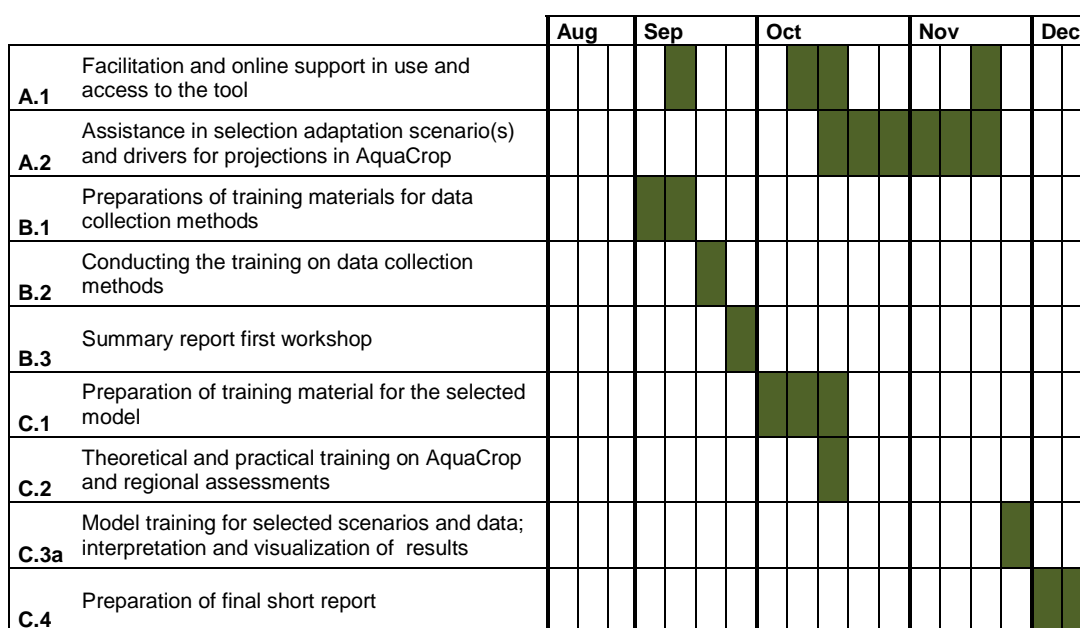 Aug Sep Oct Nov Dec
Facilitation and online support in use and
A.1 access to the tool
Assistance in selection adaptation scenario(s)
A.2 and drivers for projections in AquaCrop
Preparations of training materials for data
B.1 collection methods
Conducting the training on data collection
B.2 methods
B.3 Summary report first workshop
Preparation of training material for the selected
C.1 model
Theoretical and practical training on AquaCrop
C.2 and regional assessments
Model training for selected scenarios and data;
C.3a interpretation and visualization of results
C.4 Preparation of final short report